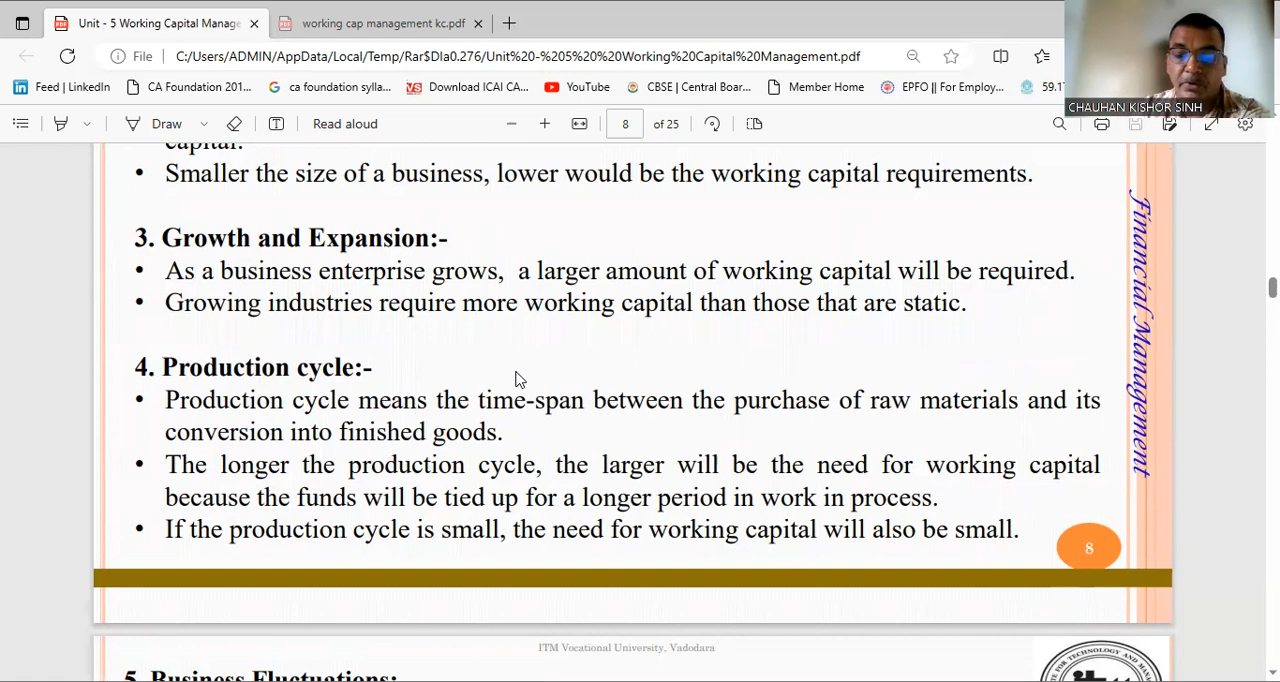 Unit - 5 Working Capital Manage
working cap management kc.pdf
File
C:/Users/ADMIN/AppData/Local/Temp/Rar$DIa0.276/Unit%20-%205%20%20Working%20Capital%20Management.pdf
Feed | LinkedIn
CA Foundation 201...
ca foundation sylla...
Download ICAI CA...
YouTube
CBSE | Central Boar...
Member Home
EPFO || For Employ...
59.17
CHAUHAN KISHOR SINH
Draw
Read aloud
8 of 25
capital.
• Smaller the size of a business, lower would be the working capital requirements.
3. Growth and Expansion:-
• As a business enterprise grows, a larger amount of working capital will be required.
• Growing industries require more working capital than those that are static.
4. Production cycle:-
• Production cycle means the time-span between the purchase of raw materials and its
conversion into finished goods.
• The longer the production cycle, the larger will be the need for working capital
because the funds will be tied up for a longer period in work in process.
• If the production cycle is small, the need for working capital will also be small.
Financial Management
8
ITM Vocational University, Vadodara
5. Business Fluctuations:-